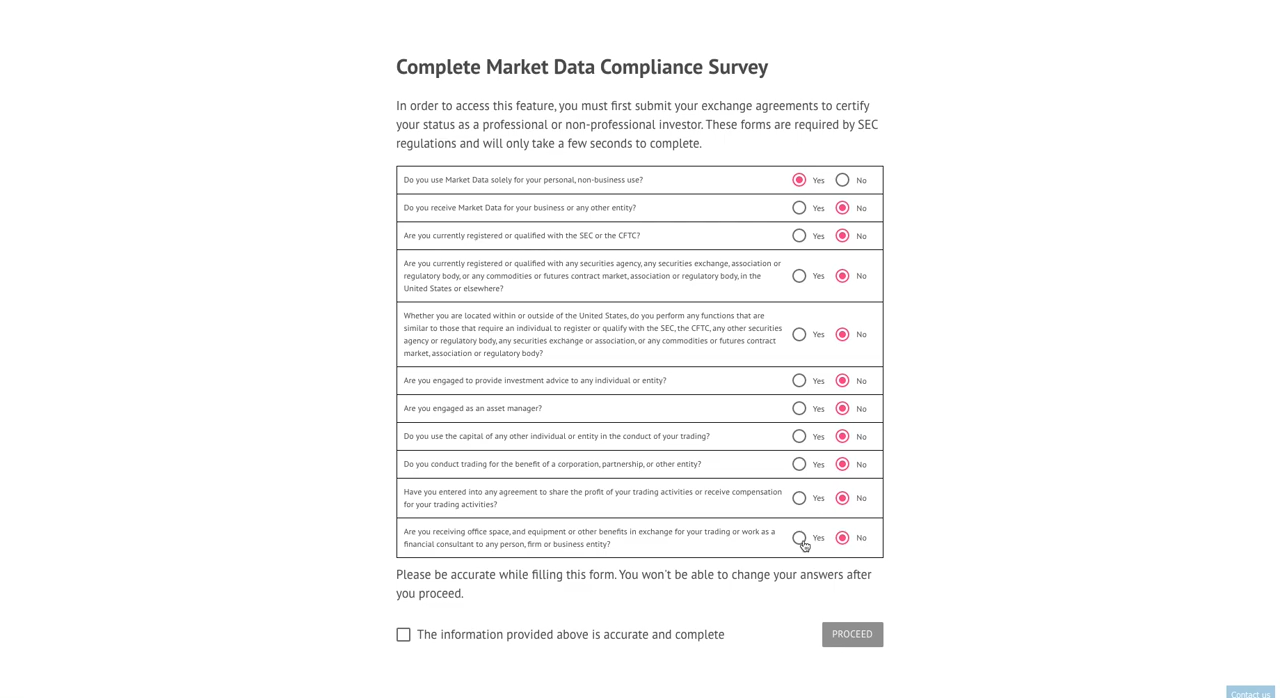 Complete Market Data Compliance Survey
In order to access this feature, you must first submit your exchange agreements to certify
your status as a professional or non-professional investor. These forms are required by SEC
regulations and will only take a few seconds to complete.
Do you use Market Data solely for your personal, non-business use? Yes No
Do you receive Market Data for your business or any other entity? Yes No
Are you currently registered or qualified with the SEC or the CFTC? Yes No
Are you currently registered or qualified with any securities agency, any securities exchange, association or
regulatory body, or any commodities or futures contract market, association or regulatory body, in the
United States or elsewhere?
Yes No
Whether you are located within or outside of the United States, do you perform any functions that are
similar to those that require an individual to register or qualify with the SEC, the CFTC, any other securities
agency or regulatory body, any securities exchange or association, or any commodities or futures contract
market, association or regulatory body?
Yes No
Are you engaged to provide investment advice to any individual or entity? Yes No
Are you engaged as an asset manager? Yes No
Do you use the capital of any other individual or entity in the conduct of your trading? Yes No
Do you conduct trading for the benefit of a corporation, partnership, or other entity? Yes No
Have you entered into any agreement to share the profit of your trading activities or receive compensation
for your trading activities?
Yes No
Are you receiving office space, and equipment or other benefits in exchange for your trading or work as a
financial consultant to any person, firm or business entity?
Yes No
Please be accurate while filling this form. You won't be able to change your answers after
you proceed.
The information provided above is accurate and complete
PROCEED
Contact us